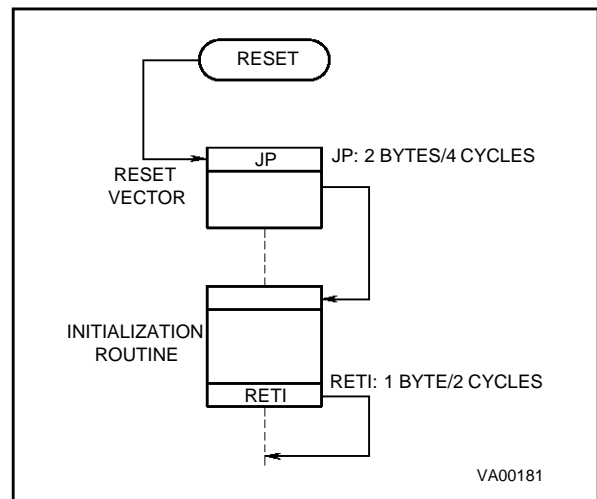 RESET
JP
JP: 2 BYTES/4 CYCLES
RESET
VECTOR
INITIALIZATION
ROUTINE
RETI: 1 BYTE/2 CYCLES
RETI
VA00181